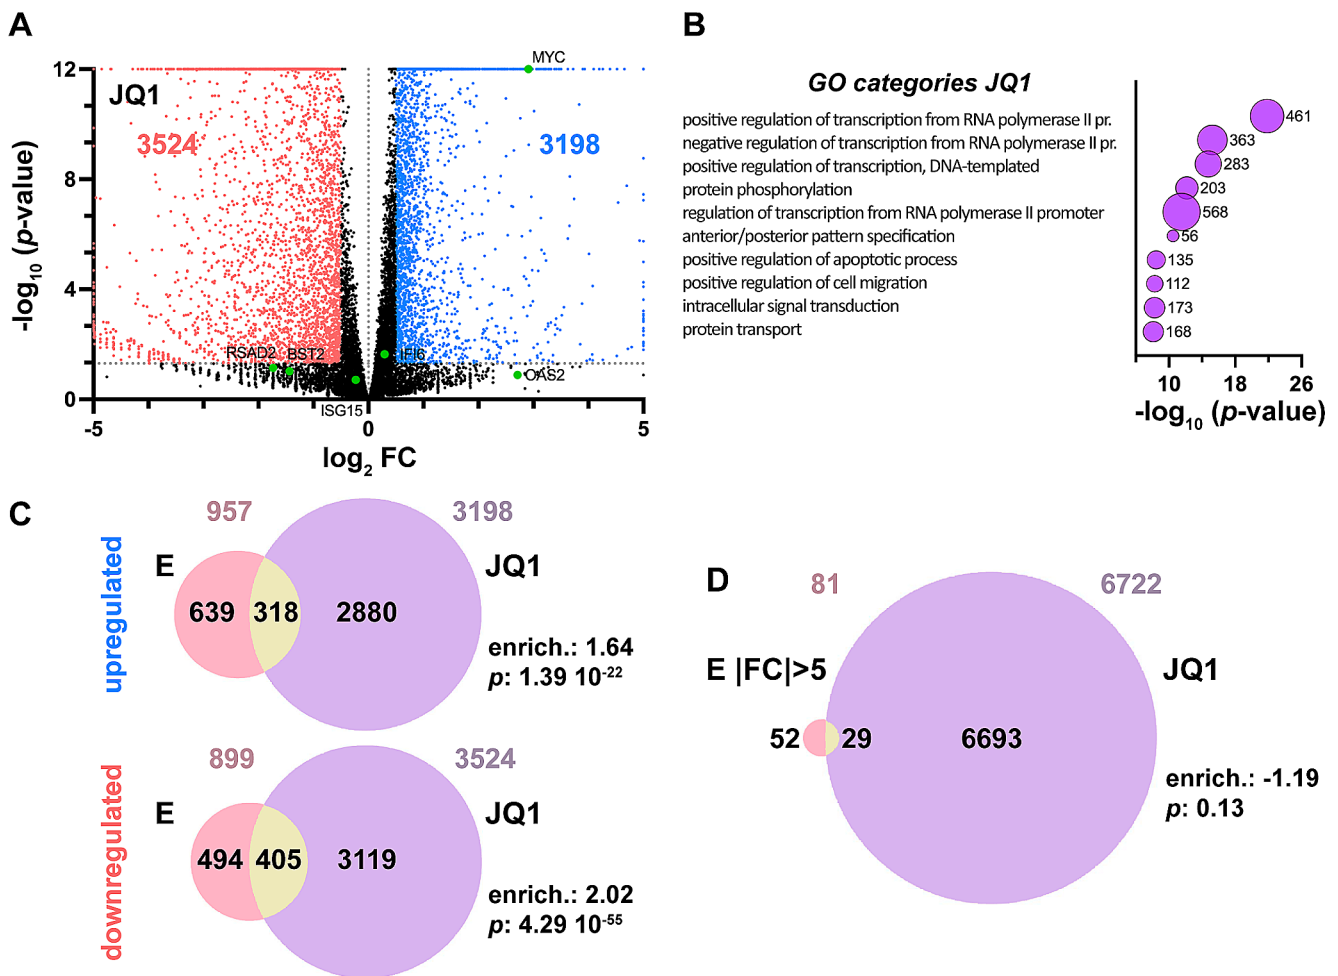 A
JQ1
3524
3198
MYC
RSAD2
BST2
IFI6
OAS2
ISG15
12
8
4
0
-5
0
5
-log10 (p-value)
log2 FC
B
GO categories JQ1
positive regulation of transcription from RNA polymerase II pr.
461
negative regulation of transcription from RNA polymerase II pr.
363
positive regulation of transcription, DNA-templated
283
protein phosphorylation
203
regulation of transcription from RNA polymerase II promoter
568
anterior/posterior pattern specification
56
positive regulation of apoptotic process
135
positive regulation of cell migration
112
intracellular signal transduction
173
protein transport
168
10 18 26
-log10 (p-value)
C
upregulated
957
3198
E
JQ1
639 318 2880
enrich.: 1.64
p: 1.39 10-22
downregulated
899
3524
E
JQ1
494 405 3119
enrich.: 2.02
p: 4.29 10-55
D
81
6722
E |FC|>5
JQ1
52 29 6693
enrich.: -1.19
p: 0.13